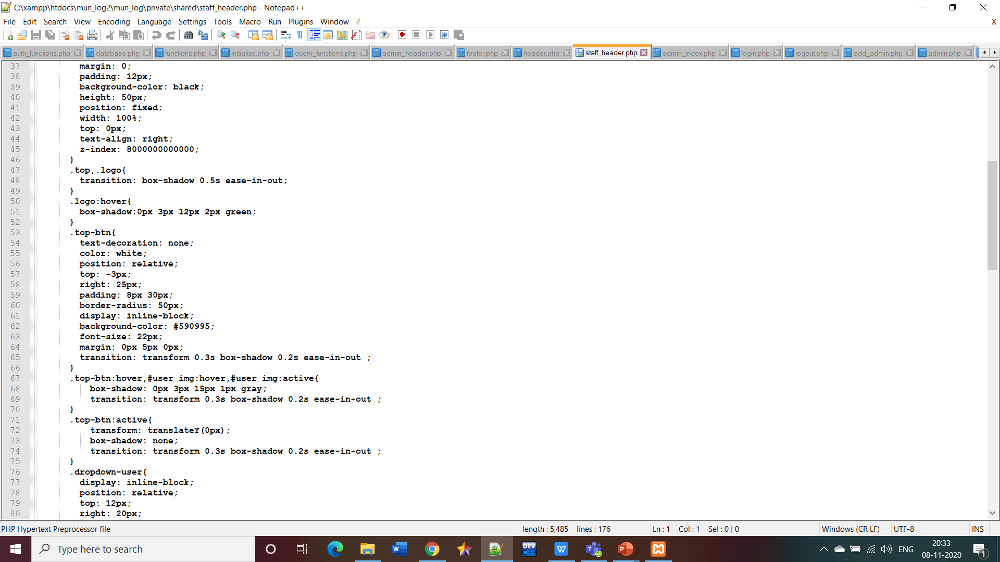 C:\xampp\htdocs\mun_log2\mun_log\private\shared\staff_header.php - Notepad++
File Edit Search View Encoding Language Settings Tools Macro Run Plugins Window ? X
auth_functions.php database.php functions.php initialize.php query_functions.php admin_header.php footer.php header.php staff_header.php admin_index.php login.php logout.php add_admin.php admin.php
37 margin: 0;
38 padding: 12px;
39 background-color: black;
40 height: 50px;
41 position: fixed;
42 width: 100%;
43 top: 0px;
44 text-align: right;
45 z-index: 8000000000000;
46 }
47 .top,.logo{
48 transition: box-shadow 0.5s ease-in-out;
49 }
50 .logo:hover{
51 box-shadow:0px 3px 12px 2px green;
52 }
53 .top-btn{
54 text-decoration: none;
55 color: white;
56 position: relative;
57 top: -3px;
58 right: 25px;
59 padding: 8px 30px;
60 border-radius: 50px;
61 display: inline-block;
62 background-color: #590995;
63 font-size: 22px;
64 margin: 0px 5px 0px;
65 transition: transform 0.3s box-shadow 0.2s ease-in-out ;
66 }
67 .top-btn:hover,#user img:hover,#user img:active{
68 box-shadow: 0px 3px 15px 1px gray;
69 transition: transform 0.3s box-shadow 0.2s ease-in-out ;
70 }
71 .top-btn:active{
72 transform: translateY(0px);
73 box-shadow: none;
74 transition: transform 0.3s box-shadow 0.2s ease-in-out ;
75 }
76 .dropdown-user{
77 display: inline-block;
78 position: relative;
79 top: 12px;
80 right: 20px;
PHP Hypertext Preprocessor file length : 5,485 lines : 176 Ln : 1 Col : 1 Sel : 0 | 0 Windows (CR LF) UTF-8 INS
Type here to search DEV C++ ENG 20:33
08-11-2020 1